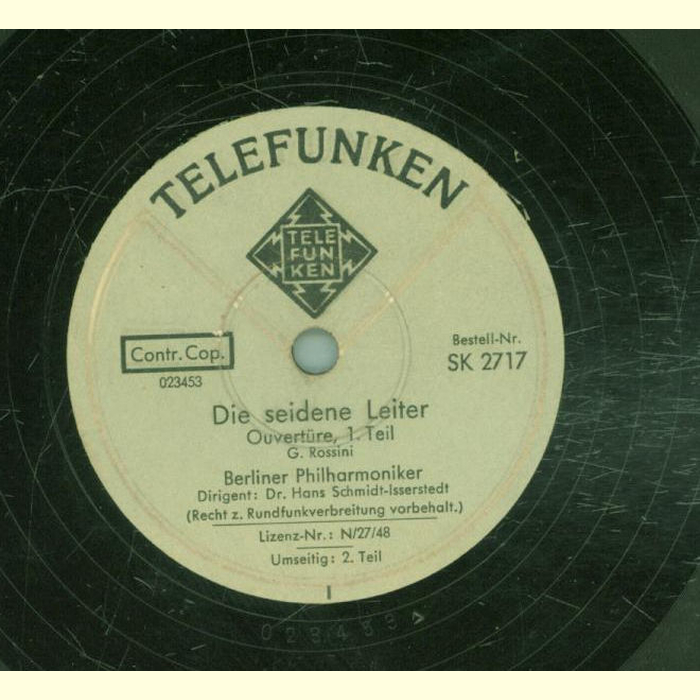 TELEFUNKEN
TELE
FUN
KEN
Contr. Cop.
023453
Bestell-Nr.
SK 2717
Die seidene Leiter
Ouvertüre, 1. Teil
G. Rossini
Berliner Philharmoniker
Dirigent: Dr. Hans Schmidt-Isserstedt
(Recht z. Rundfunkverbreitung vorbehalt.)
Lizenz-Nr.: N/27/48
Umseitig: 2. Teil
I
023453